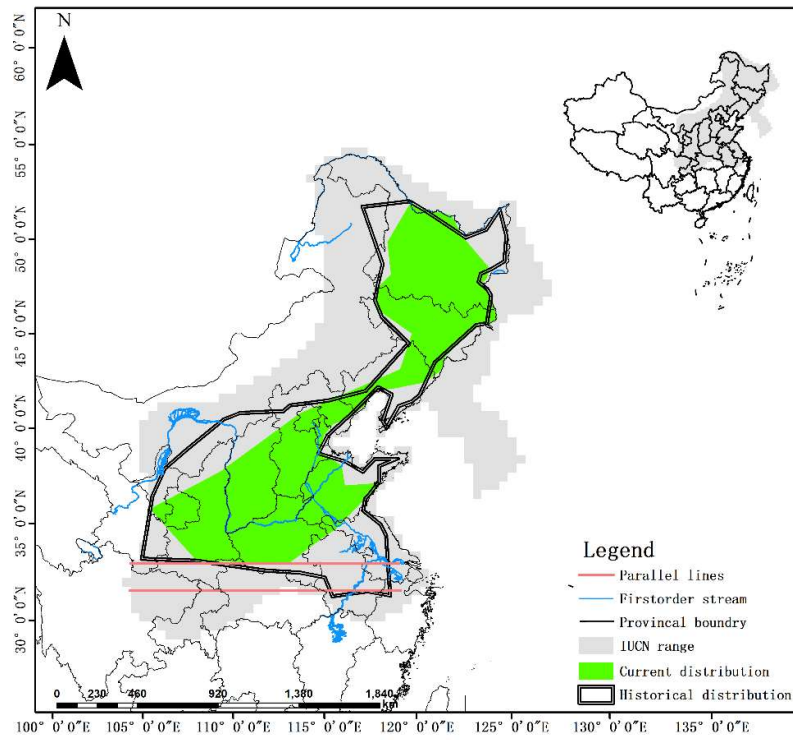 N
60° 0′0″N
55° 0′0″N
50° 0′0″N
45° 0′0″N
40° 0′0″N
35° 0′0″N
30° 0′0″N
Legend
Parallel lines
Firstorder stream
Provincal boundry
IUCN range
Current distribution
Historical distribution
0 230 460 920 1,380 1,840
km
100° 0′0″E 105° 0′0″E 110° 0′0″E 115° 0′0″E 120° 0′0″E 125° 0′0″E 130° 0′0″E 135° 0′0″E